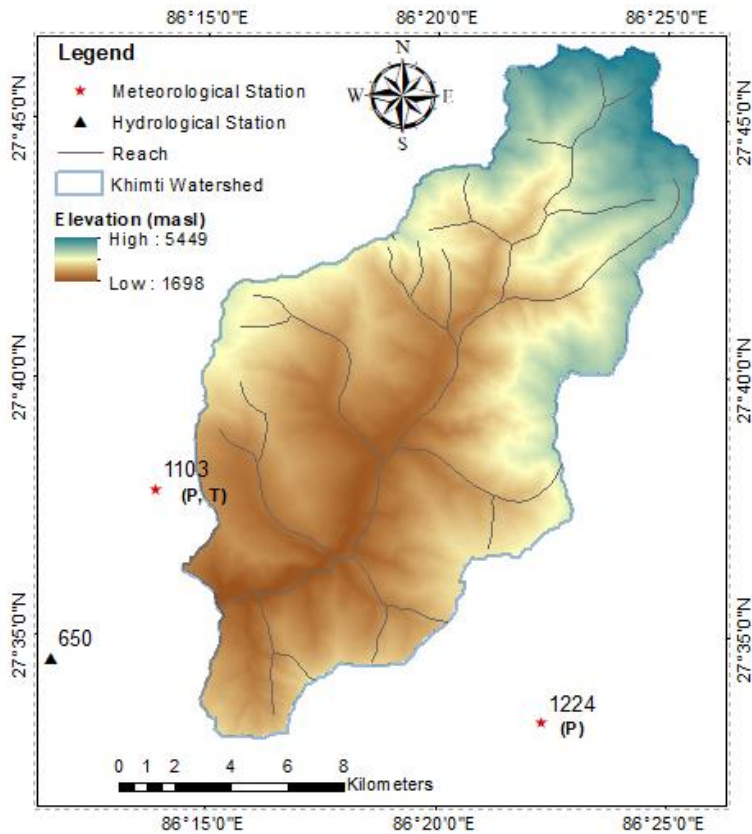 86°15'0"E 86°20'0"E 86°25'0"E
Legend
Meteorological Station
Hydrological Station
Reach
Khimti Watershed
Elevation (masl)
High : 5449
Low : 1698
N
W E
S
27°45'0"N 27°45'0"N
27°40'0"N 27°40'0"N
1103
(P, T)
650
27°35'0"N 27°35'0"N
1224
(P)
0 1 2 4 6 8
Kilometers
86°15'0"E 86°20'0"E 86°25'0"E